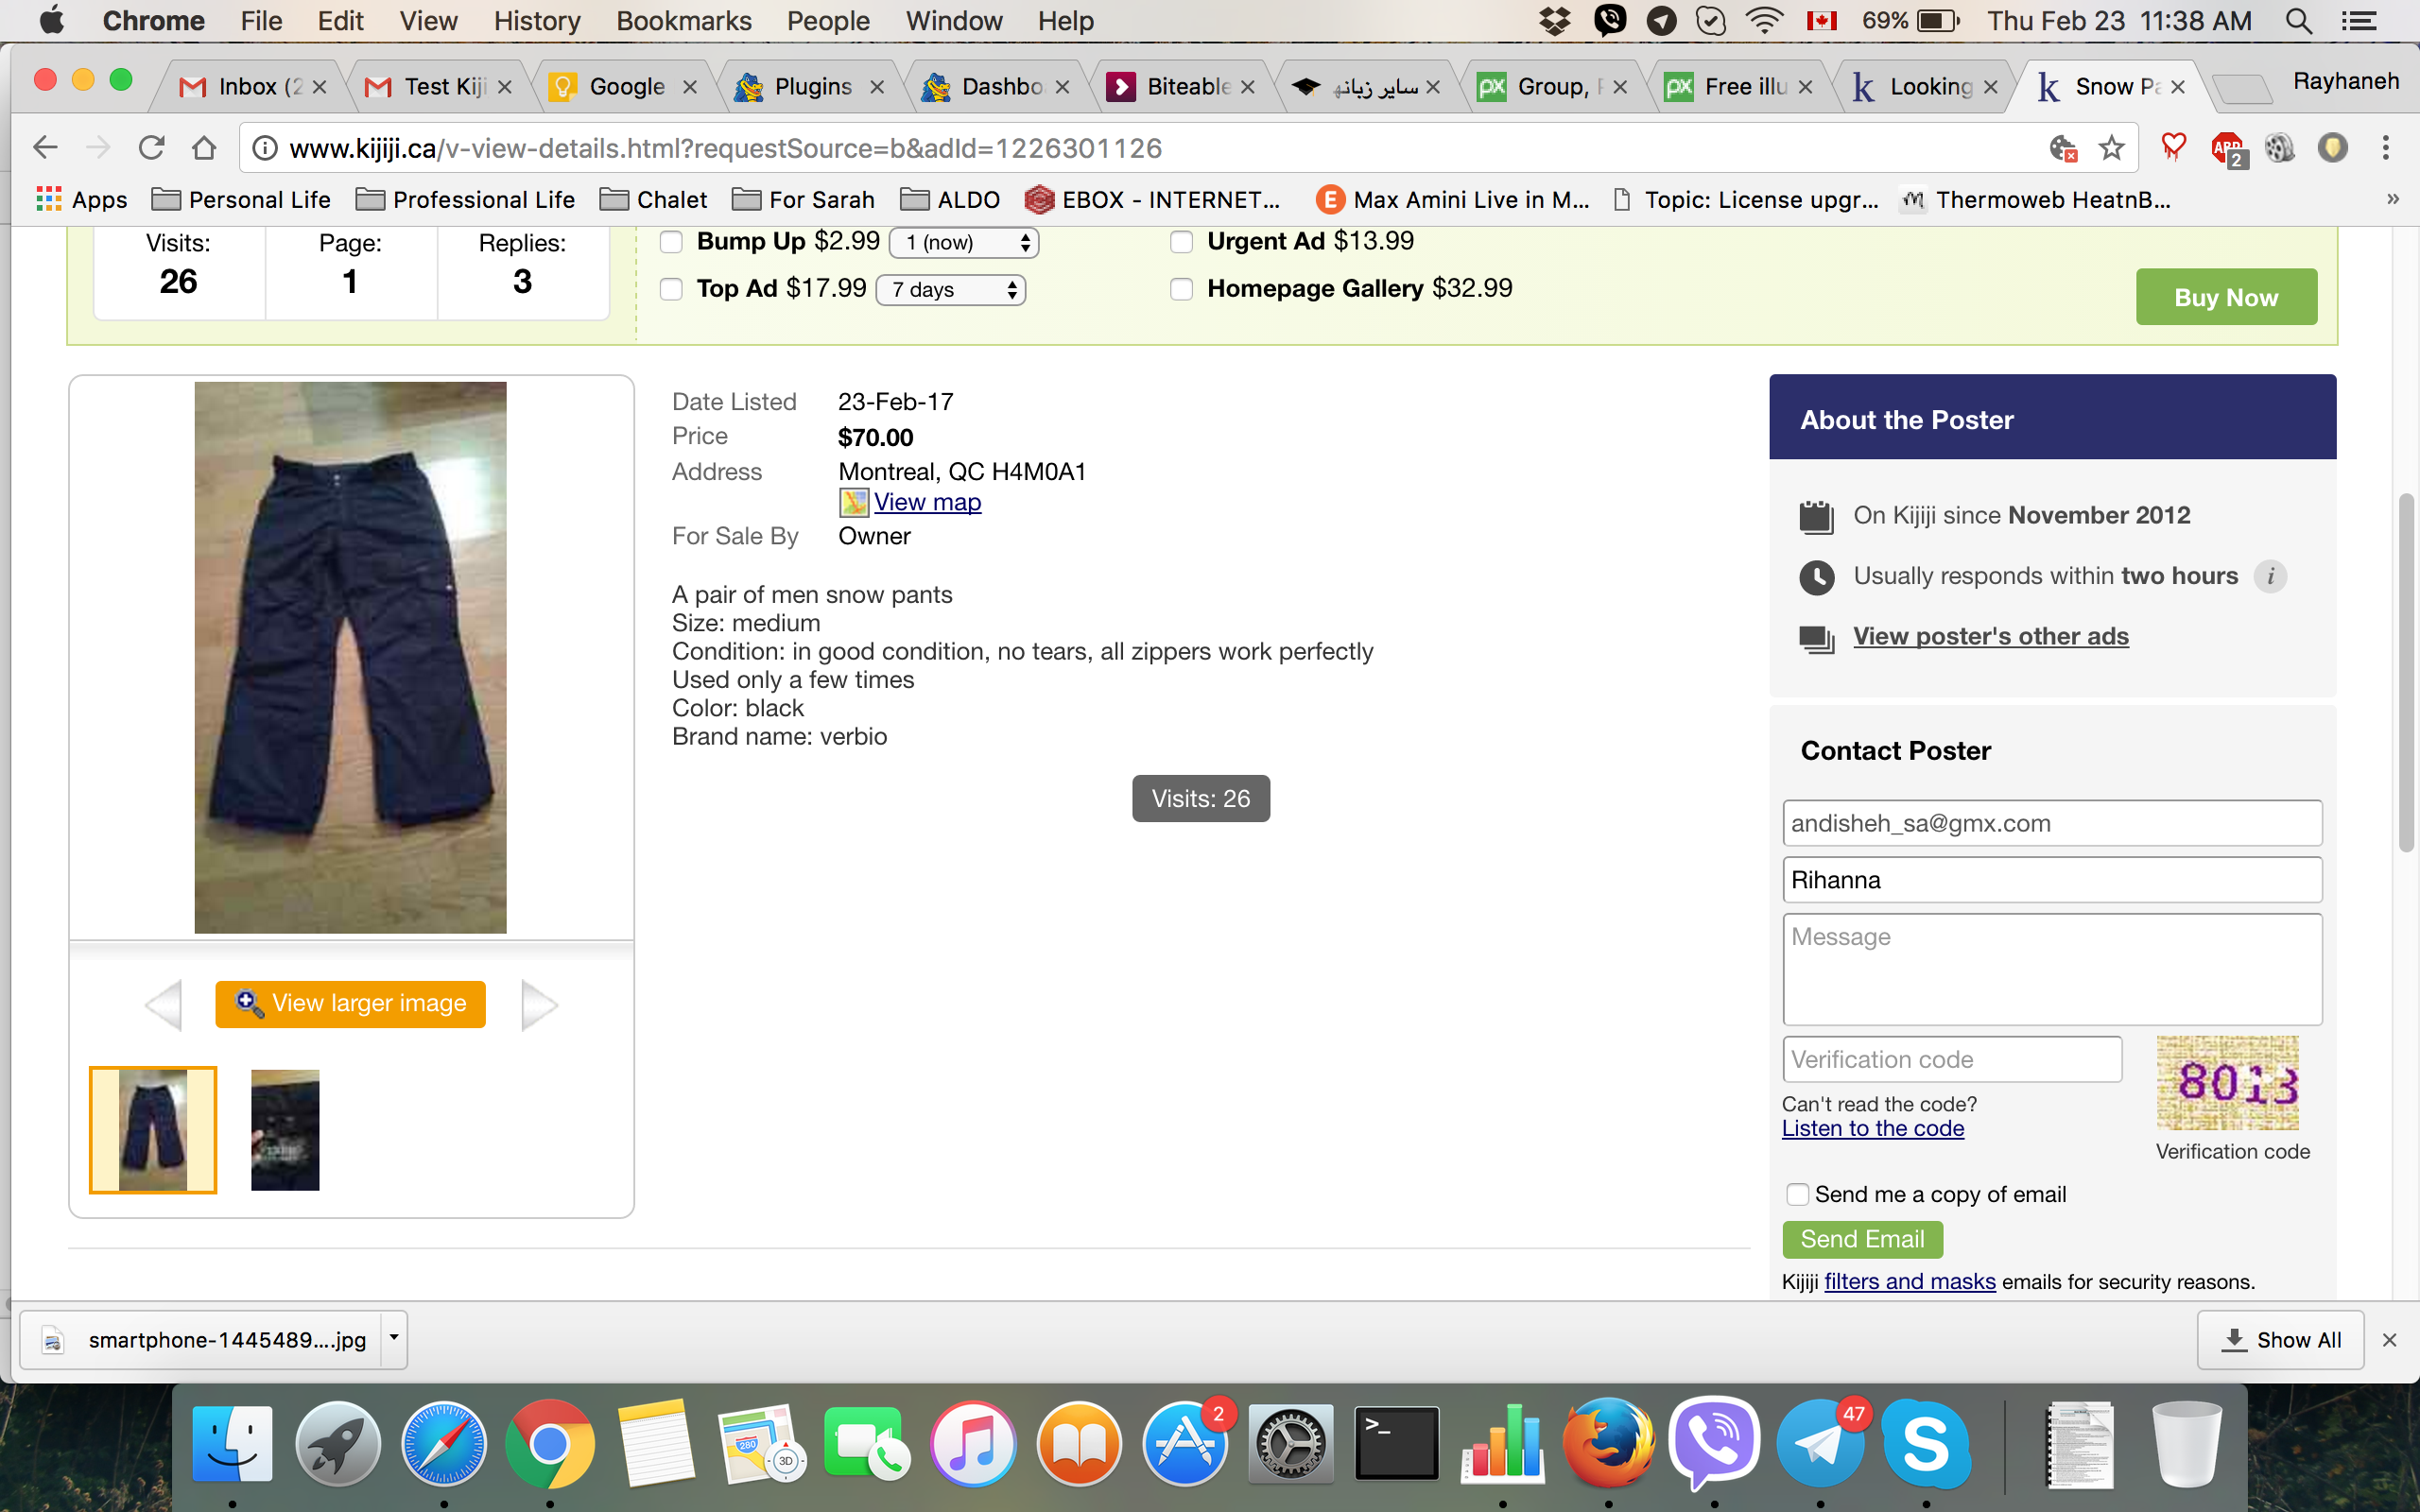 Chrome File Edit View History Bookmarks People Window Help 69% Thu Feb 23 11:38 AM
Inbox (2 Test Kiji Google Plugins Dashbo Biteable سایر زبانه Group, F Free illu Looking Snow Pa Rayhaneh
www.kijiji.ca/v-view-details.html?requestSource=b&adId=1226301126 ABP 2
Apps Personal Life Professional Life Chalet For Sarah ALDO EBOX - INTERNET... Max Amini Live in M... Topic: License upgr... Thermoweb HeatnB... »
Visits: Page: Replies:
26 1 3
Bump Up $2.99 1 (now) Urgent Ad $13.99
Top Ad $17.99 7 days Homepage Gallery $32.99
Buy Now
Date Listed 23-Feb-17
Price $70.00
Address Montreal, QC H4M0A1
View map
For Sale By Owner
A pair of men snow pants
Size: medium
Condition: in good condition, no tears, all zippers work perfectly
Used only a few times
Color: black
Brand name: verbio
Visits: 26
View larger image
About the Poster
On Kijiji since November 2012
Usually responds within two hours i
View poster's other ads
Contact Poster
andisheh_sa@gmx.com
Rihanna
Message
Verification code
8013
Can't read the code?
Listen to the code
Verification code
Send me a copy of email
Send Email
Kijiji filters and masks emails for security reasons.
smartphone-1445489....jpg Show All
280 3D 2 >_ 47 S